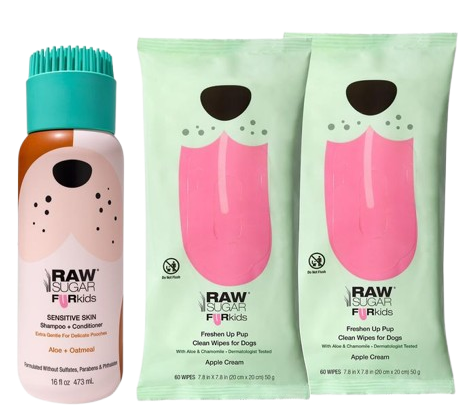 RAW
SUGAR
FURkids
SENSITIVE SKIN
Shampoo + Conditioner
Extra Gentle For Delicate Pooches
Aloe + Oatmeal
Formulated Without Sulfates, Parabens & Phthalates
16 fl oz 473 mL
Do Not Flush
RAW
SUGAR
FURkids
Freshen Up Pup
Clean Wipes for Dogs
With Aloe & Chamomile - Dermatologist Tested
Apple Cream
60 WIPES 7.8 in X 7.8 in (20 cm x 20 cm) 50 g
Do Not Flush
RAW
SUGAR
FURkids
Freshen Up Pup
Clean Wipes for Dogs
With Aloe & Chamomile - Dermatologist Tested
Apple Cream
60 WIPES 7.8 in X 7.8 in (20 cm x 20 cm) 50 g